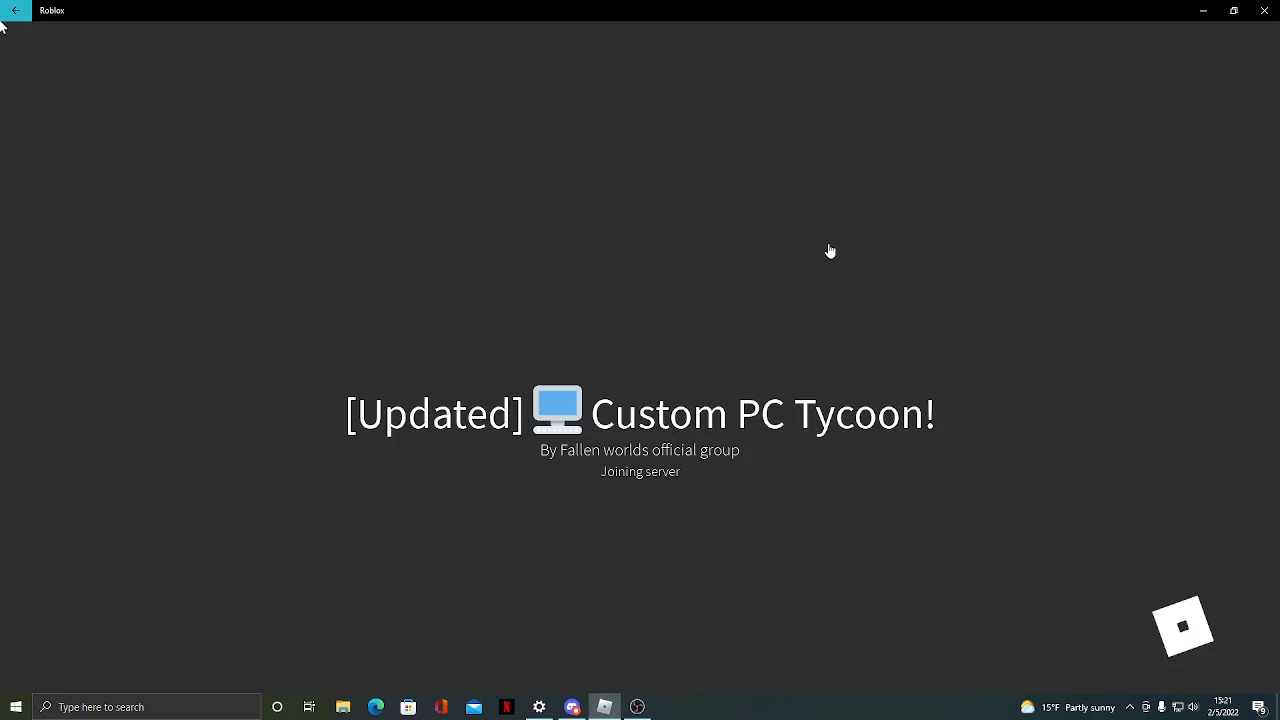 Roblox
[Updated] Custom PC Tycoon!
By Fallen worlds official group
Joining server
Type here to search
15° Partly sunny
15:21
2/5/2022